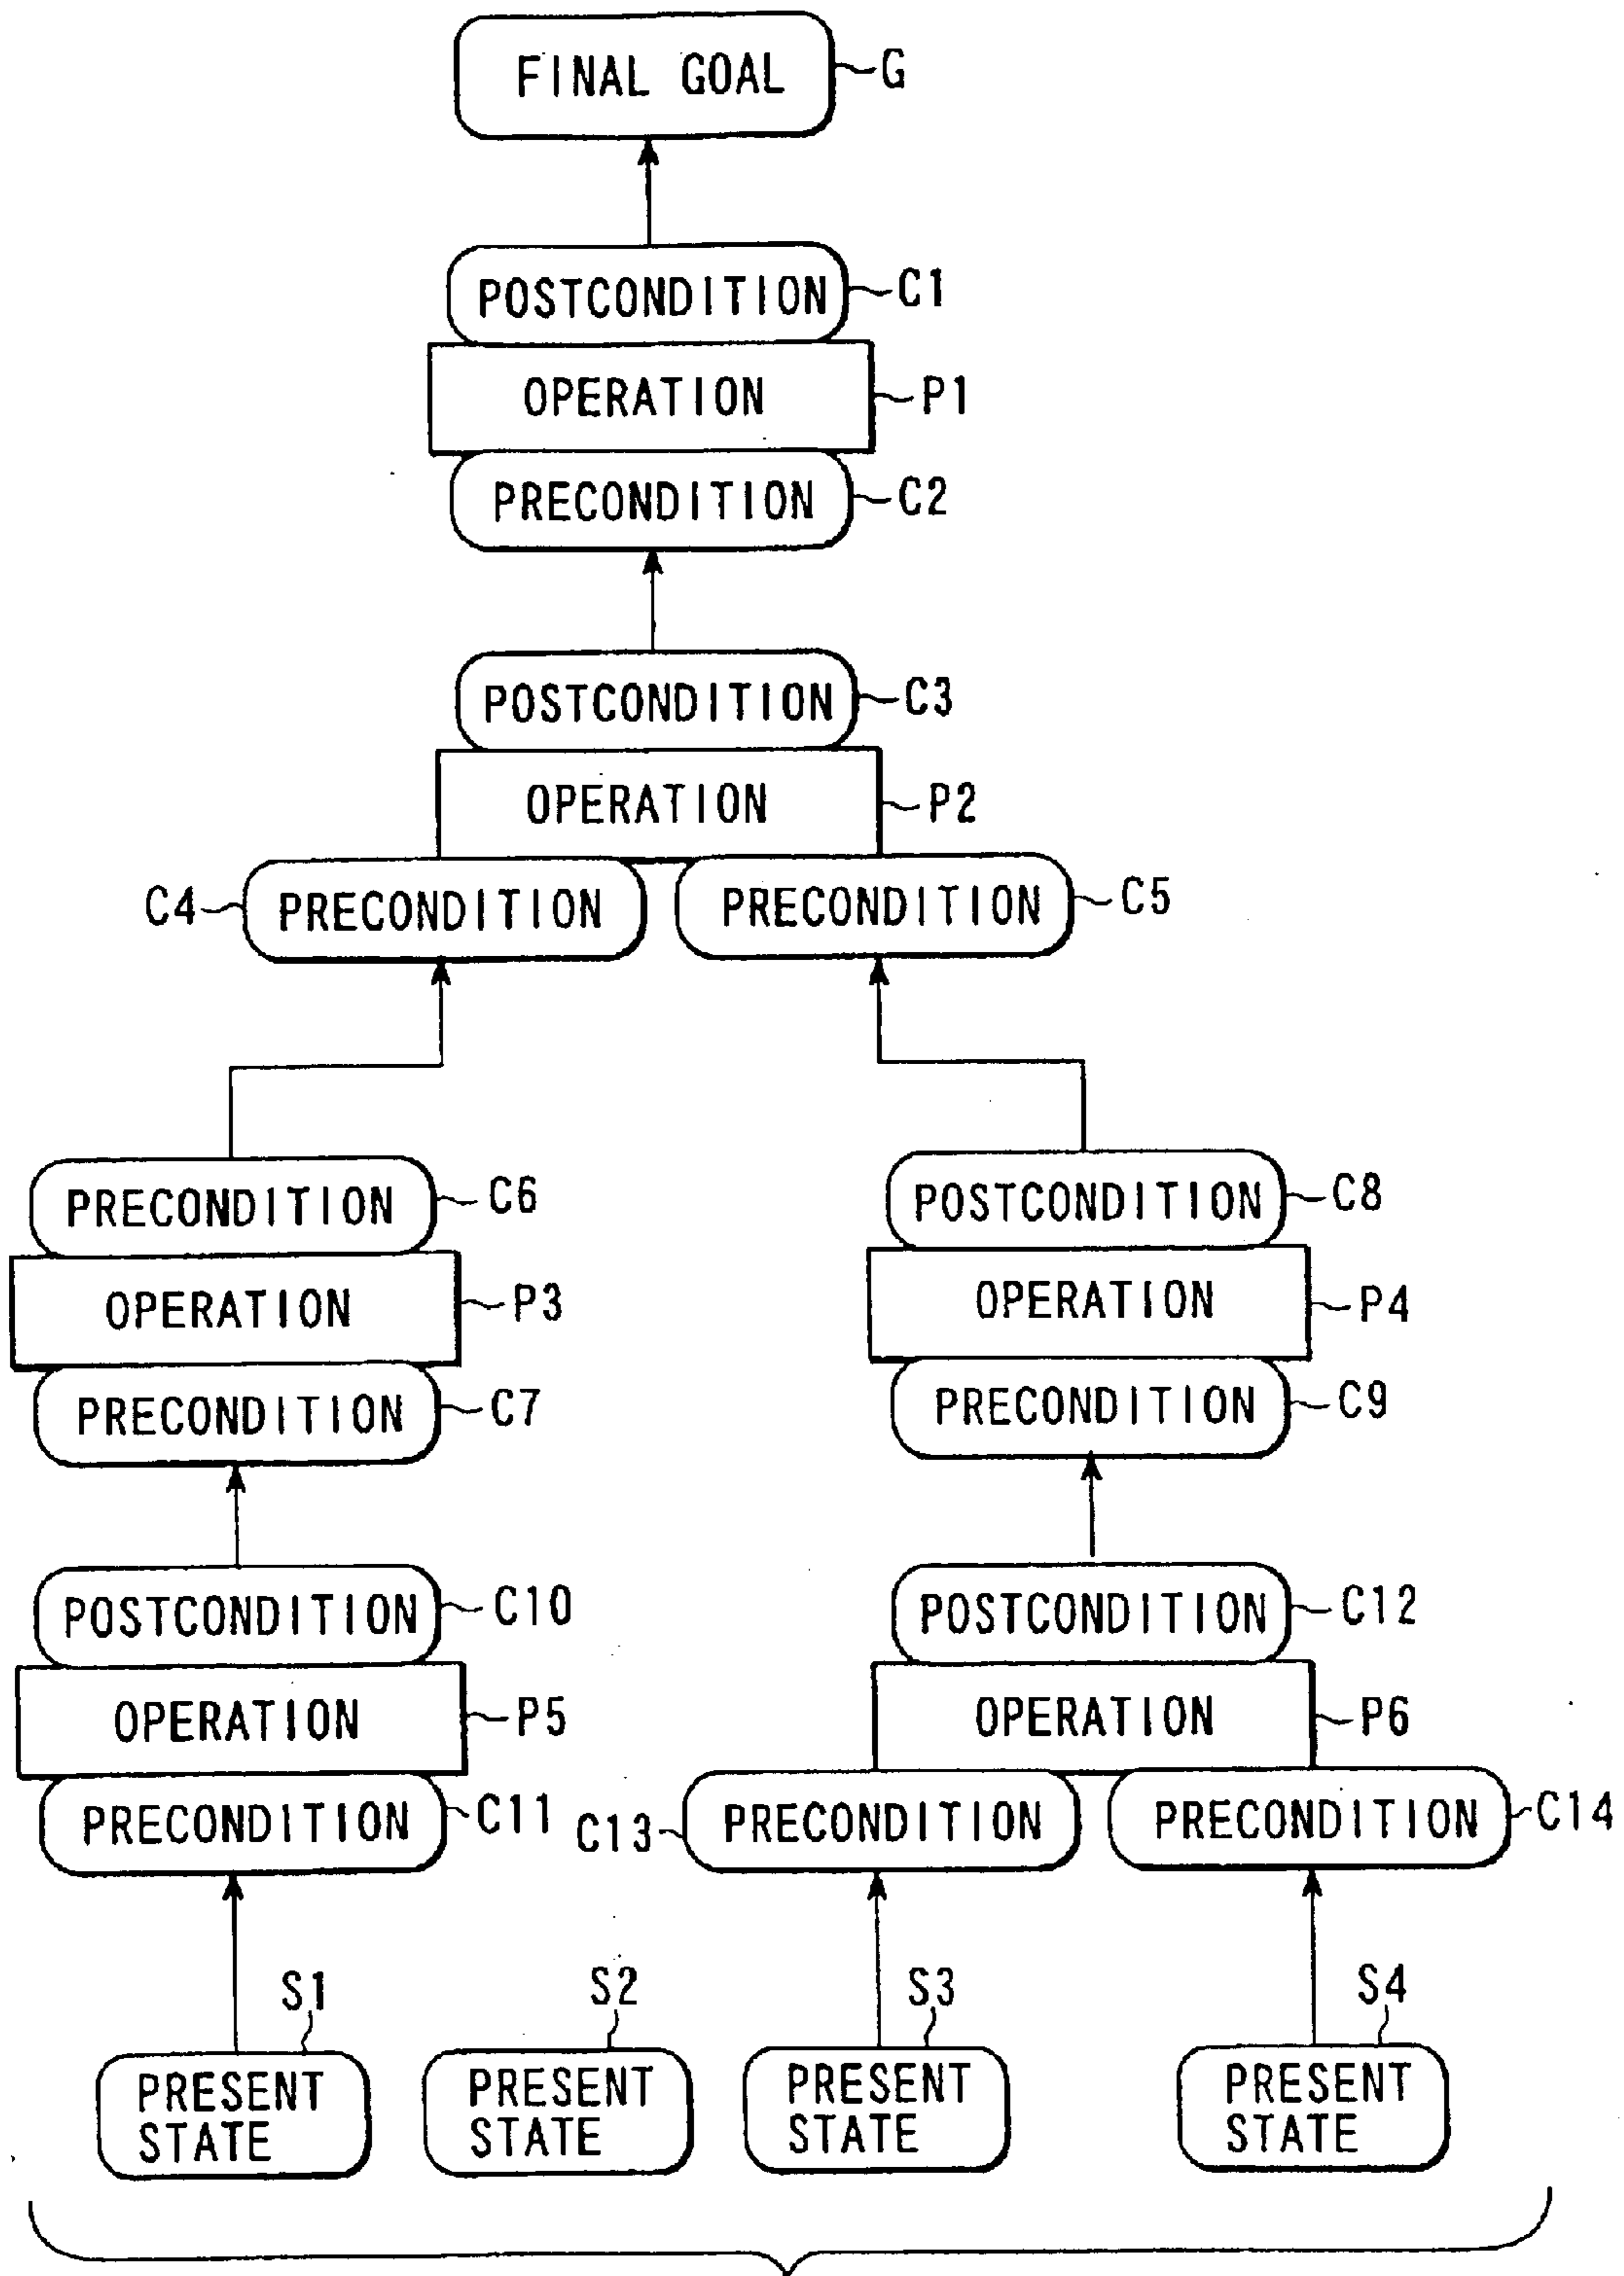 FINAL GOAL
G
POSTCONDITION
C1
OPERATION
P1
PRECONDITION
C2
POSTCONDITION
C3
OPERATION
P2
C4
PRECONDITION
PRECONDITION
C5
PRECONDITION
C6
POSTCONDITION
C8
OPERATION
P3
OPERATION
P4
PRECONDITION
C7
PRECONDITION
C9
POSTCONDITION
C10
POSTCONDITION
C12
OPERATION
P5
OPERATION
P6
PRECONDITION
C11
C13
PRECONDITION
PRECONDITION
C14
S1
S2
S3
S4
PRESENT
STATE
PRESENT
STATE
PRESENT
STATE
PRESENT
STATE